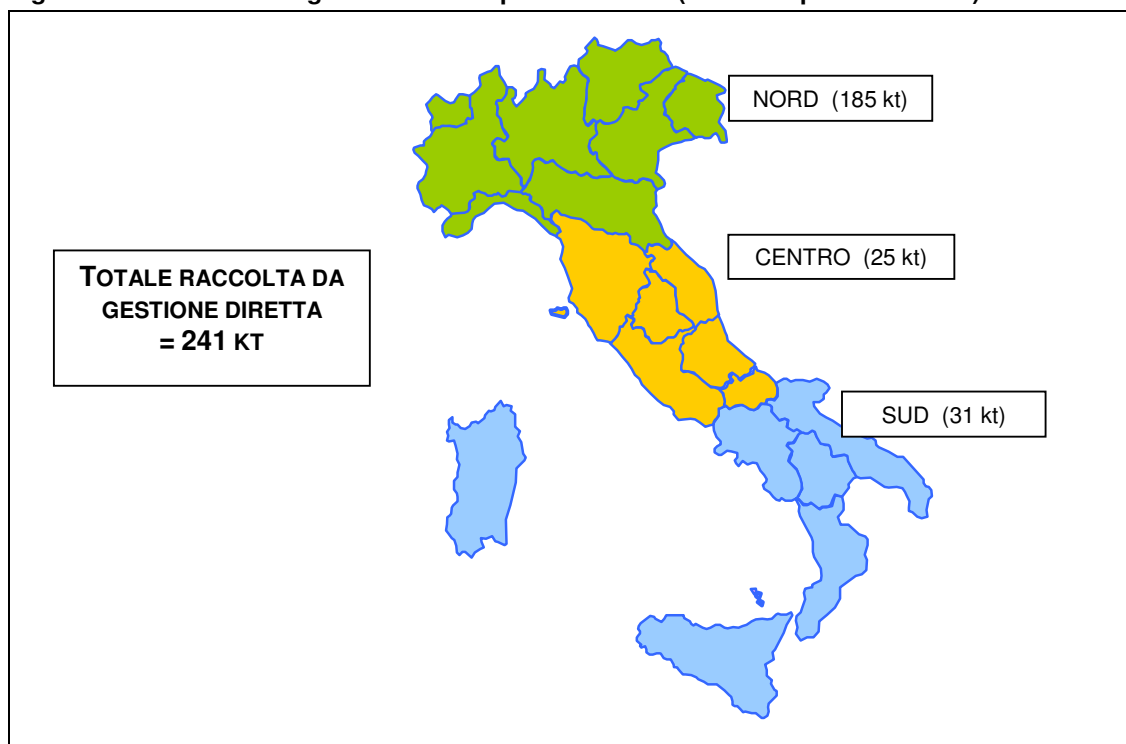 NORD (185 kt)
CENTRO (25 kt)
TOTALE RACCOLTA DA
GESTIONE DIRETTA
= 241 KT
SUD (31 kt)